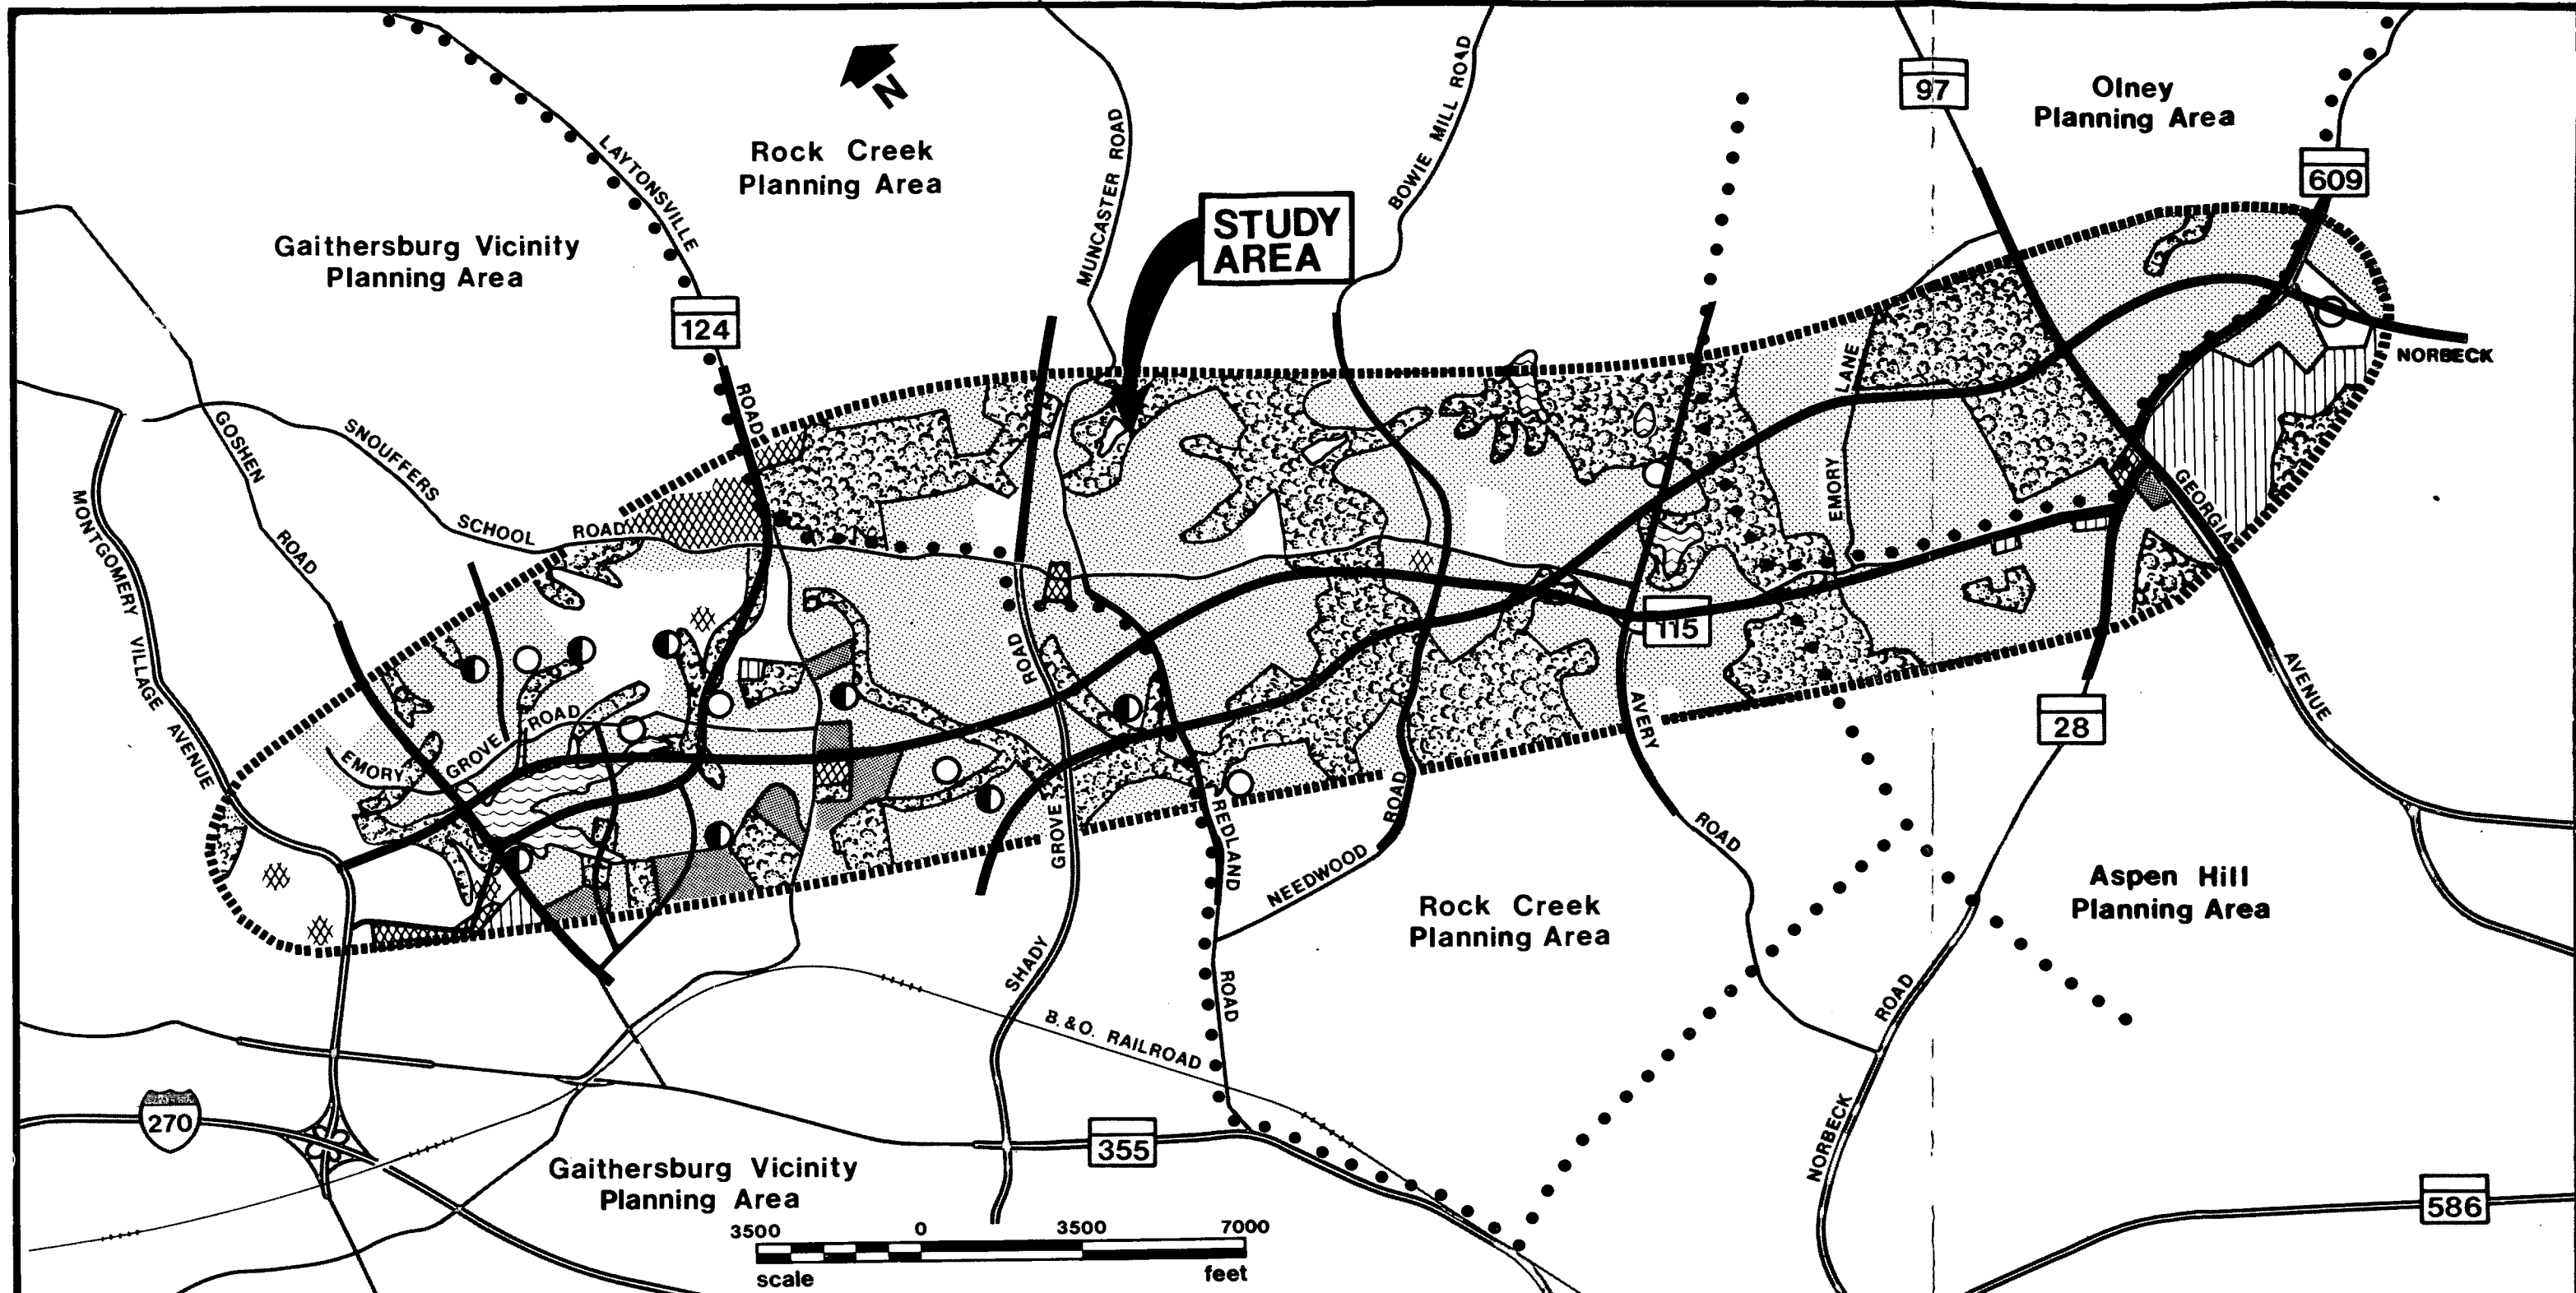 97
Olney
Planning Area
609
N
Rock Creek
Planning Area
LAYTONSVILLE
ROAD
MUNCASTER ROAD
BOWIE MILL ROAD
STUDY
AREA
Gaithersburg Vicinity
Planning Area
124
NORBECK
EMORY LANE
GOSHEN
ROAD
SNOUFFERS
SCHOOL
ROAD
MONTGOMERY VILLAGE AVENUE
GEORGIA
AVENUE
115
28
EMORY
GROVE
ROAD
SHADY
GROVE
ROAD
REDLAND
ROAD
NEEDWOOD
ROAD
AVERY
ROAD
Rock Creek
Planning Area
Aspen Hill
Planning Area
NORBECK
ROAD
B.&O. RAILROAD
270
355
586
Gaithersburg Vicinity
Planning Area
3500 0 3500 7000
scale feet